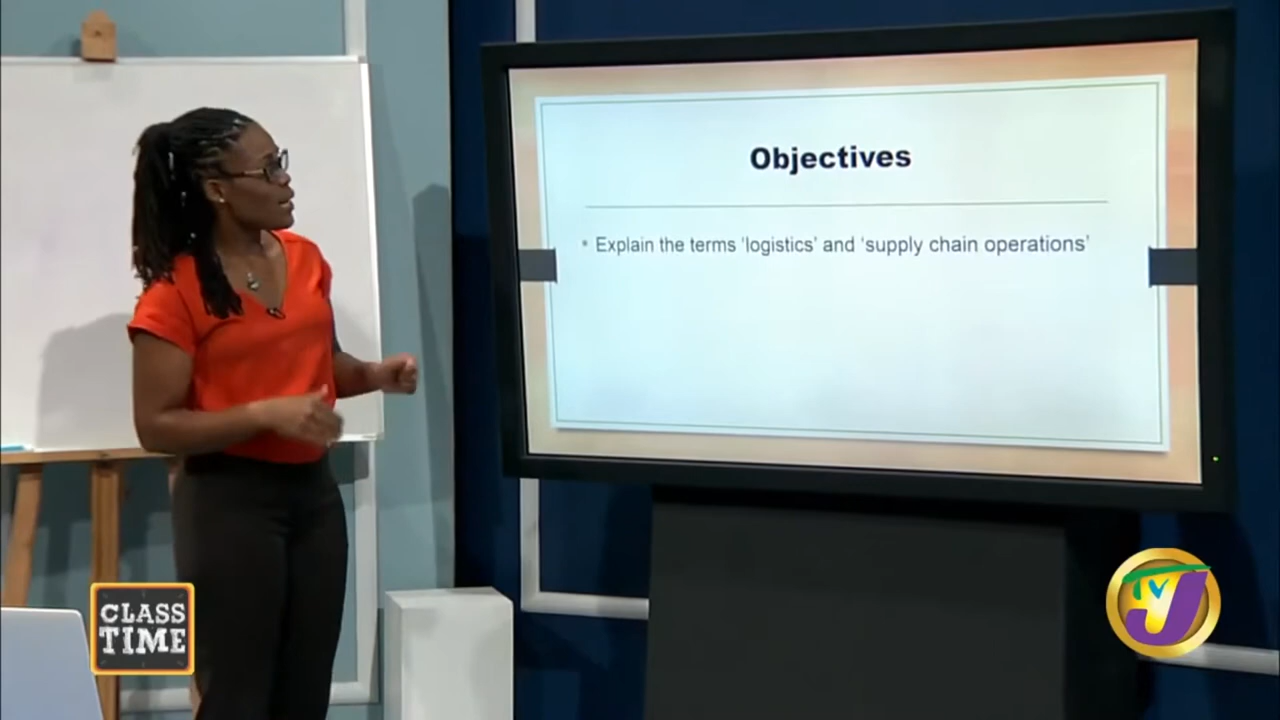 Objectives
• Explain the terms 'logistics' and 'supply chain operations'
CLASS
TIME
TVJ